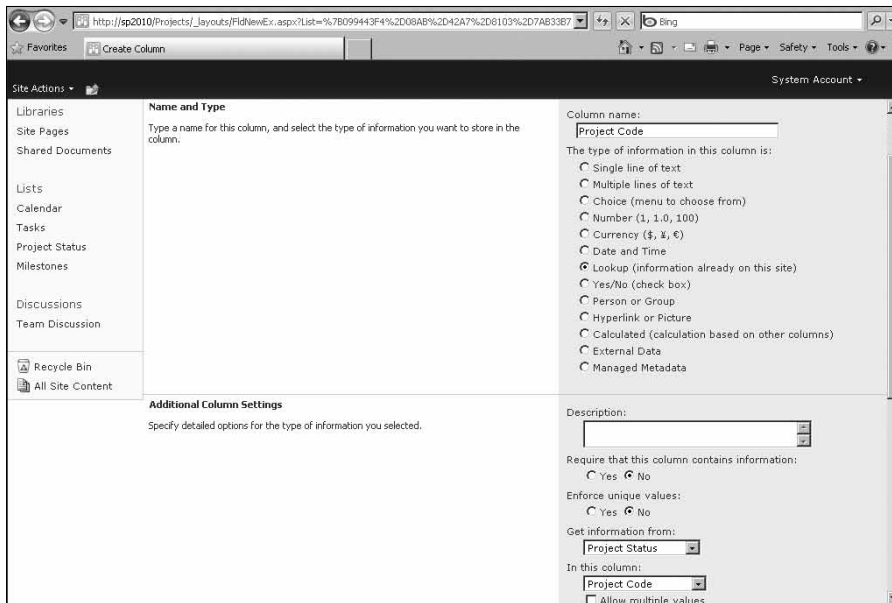 http://sp2010/Projects/_layouts/FldNewEx.aspx?List=%7B099443F4%2D08AB%2D42A7%2D8103%2D7AB33B7
Bing
Favorites
Create Column
Page
Safety
Tools
Site Actions
System Account
Libraries
Site Pages
Shared Documents
Lists
Calendar
Tasks
Project Status
Milestones
Discussions
Team Discussion
Recycle Bin
All Site Content
Name and Type
Type a name for this column, and select the type of information you want to store in the
column.
Column name:
Project Code
The type of information in this column is:
Single line of text
Multiple lines of text
Choice (menu to choose from)
Number (1, 1.0, 100)
Currency ($, ¥, €)
Date and Time
Lookup (information already on this site)
Yes/No (check box)
Person or Group
Hyperlink or Picture
Calculated (calculation based on other columns)
External Data
Managed Metadata
Additional Column Settings
Specify detailed options for the type of information you selected.
Description:
Require that this column contains information:
Yes No
Enforce unique values:
Yes No
Get information from:
Project Status
In this column:
Project Code
Allow multiple values